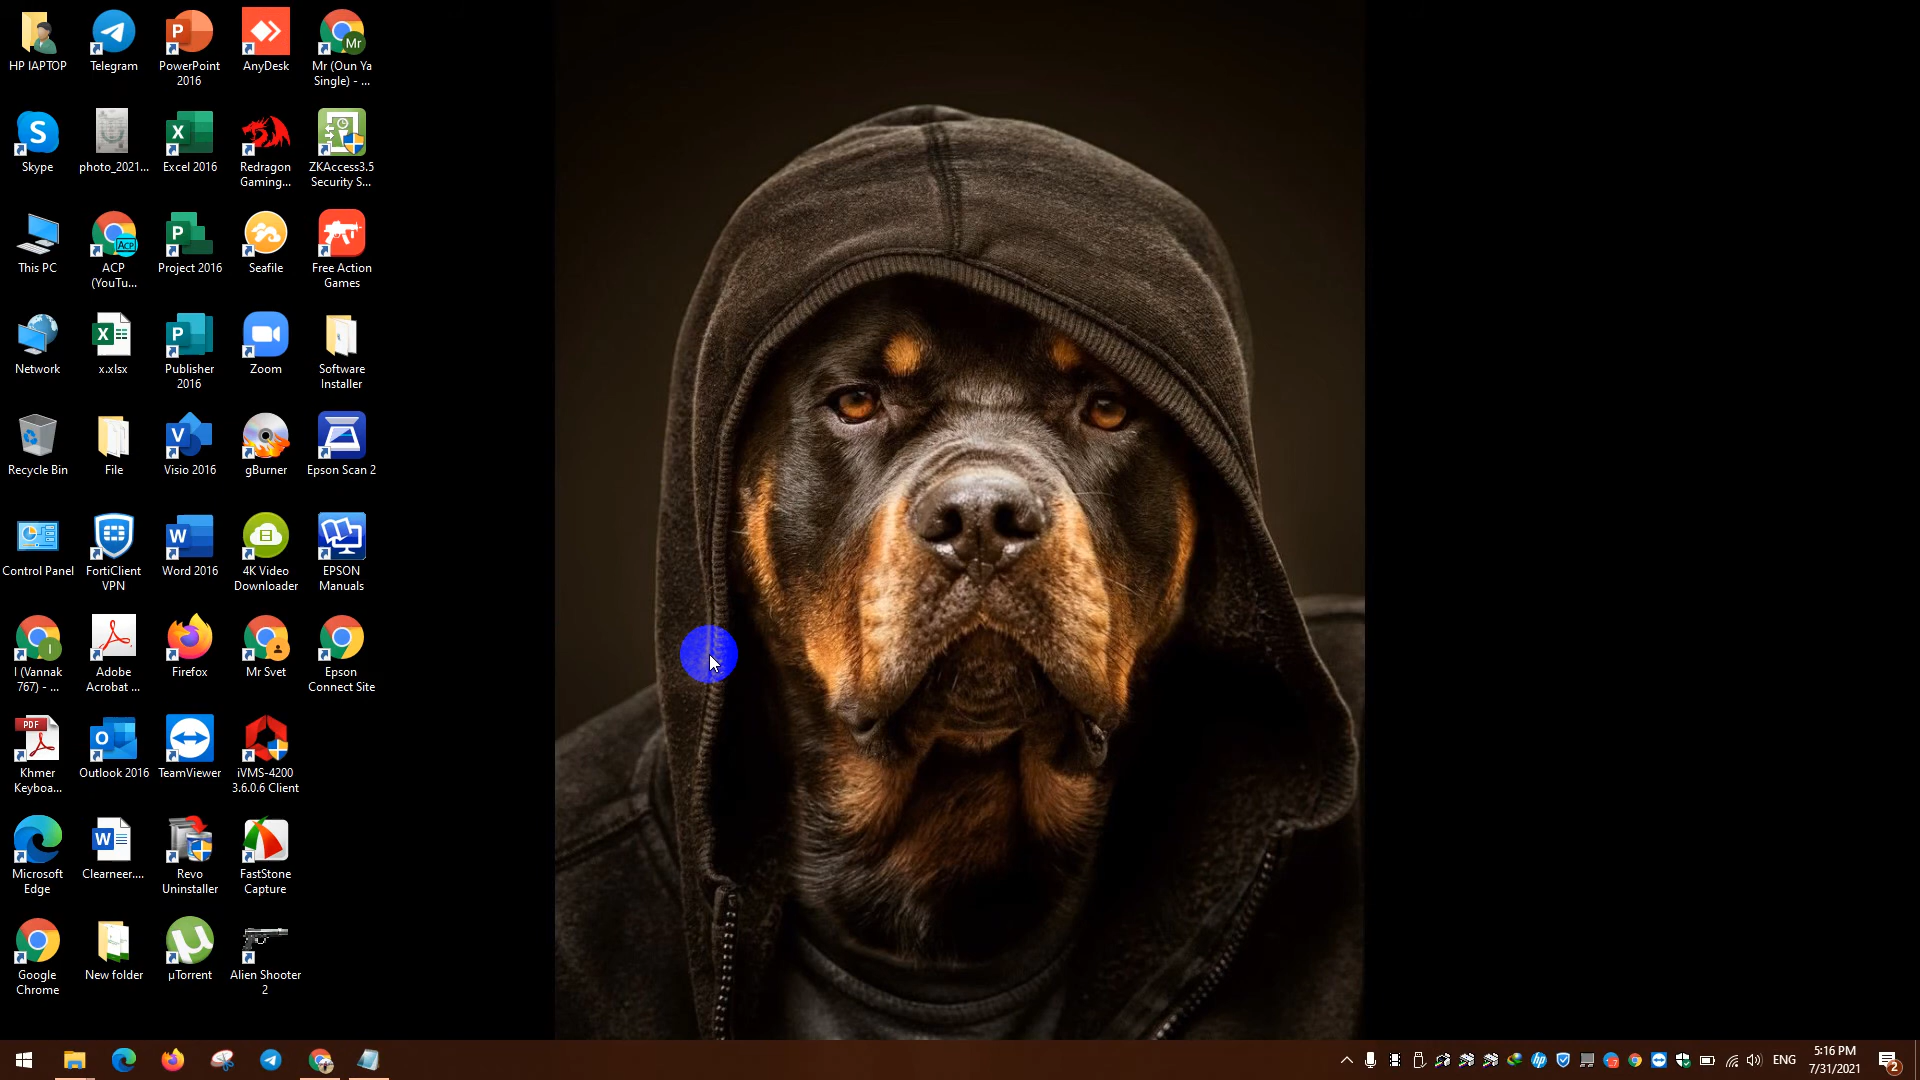 HP lAPTOP
Telegram
PowerPoint
2016
AnyDesk
Mr (Oun Ya
Single) - ...
Skype
photo_2021...
Excel 2016
Redragon
Gaming...
ZKAccess3.5
Security S...
This PC
ACP
(YouTu...
Project 2016
Seafile
Free Action
Games
Network
x.xlsx
Publisher
2016
Zoom
Software
Installer
Recycle Bin
File
Visio 2016
gBurner
Epson Scan 2
Control Panel
FortiClient
VPN
Word 2016
4K Video
Downloader
EPSON
Manuals
I (Vannak
767) - ...
Adobe
Acrobat ...
Firefox
Mr Svet
Epson
Connect Site
Khmer
Keyboa...
Outlook 2016
TeamViewer
iVMS-4200
3.6.0.6 Client
Microsoft
Edge
Clearneer....
Revo
Uninstaller
FastStone
Capture
Google
Chrome
New folder
µTorrent
Alien Shooter
2
ENG
5:16 PM
7/31/2021
2